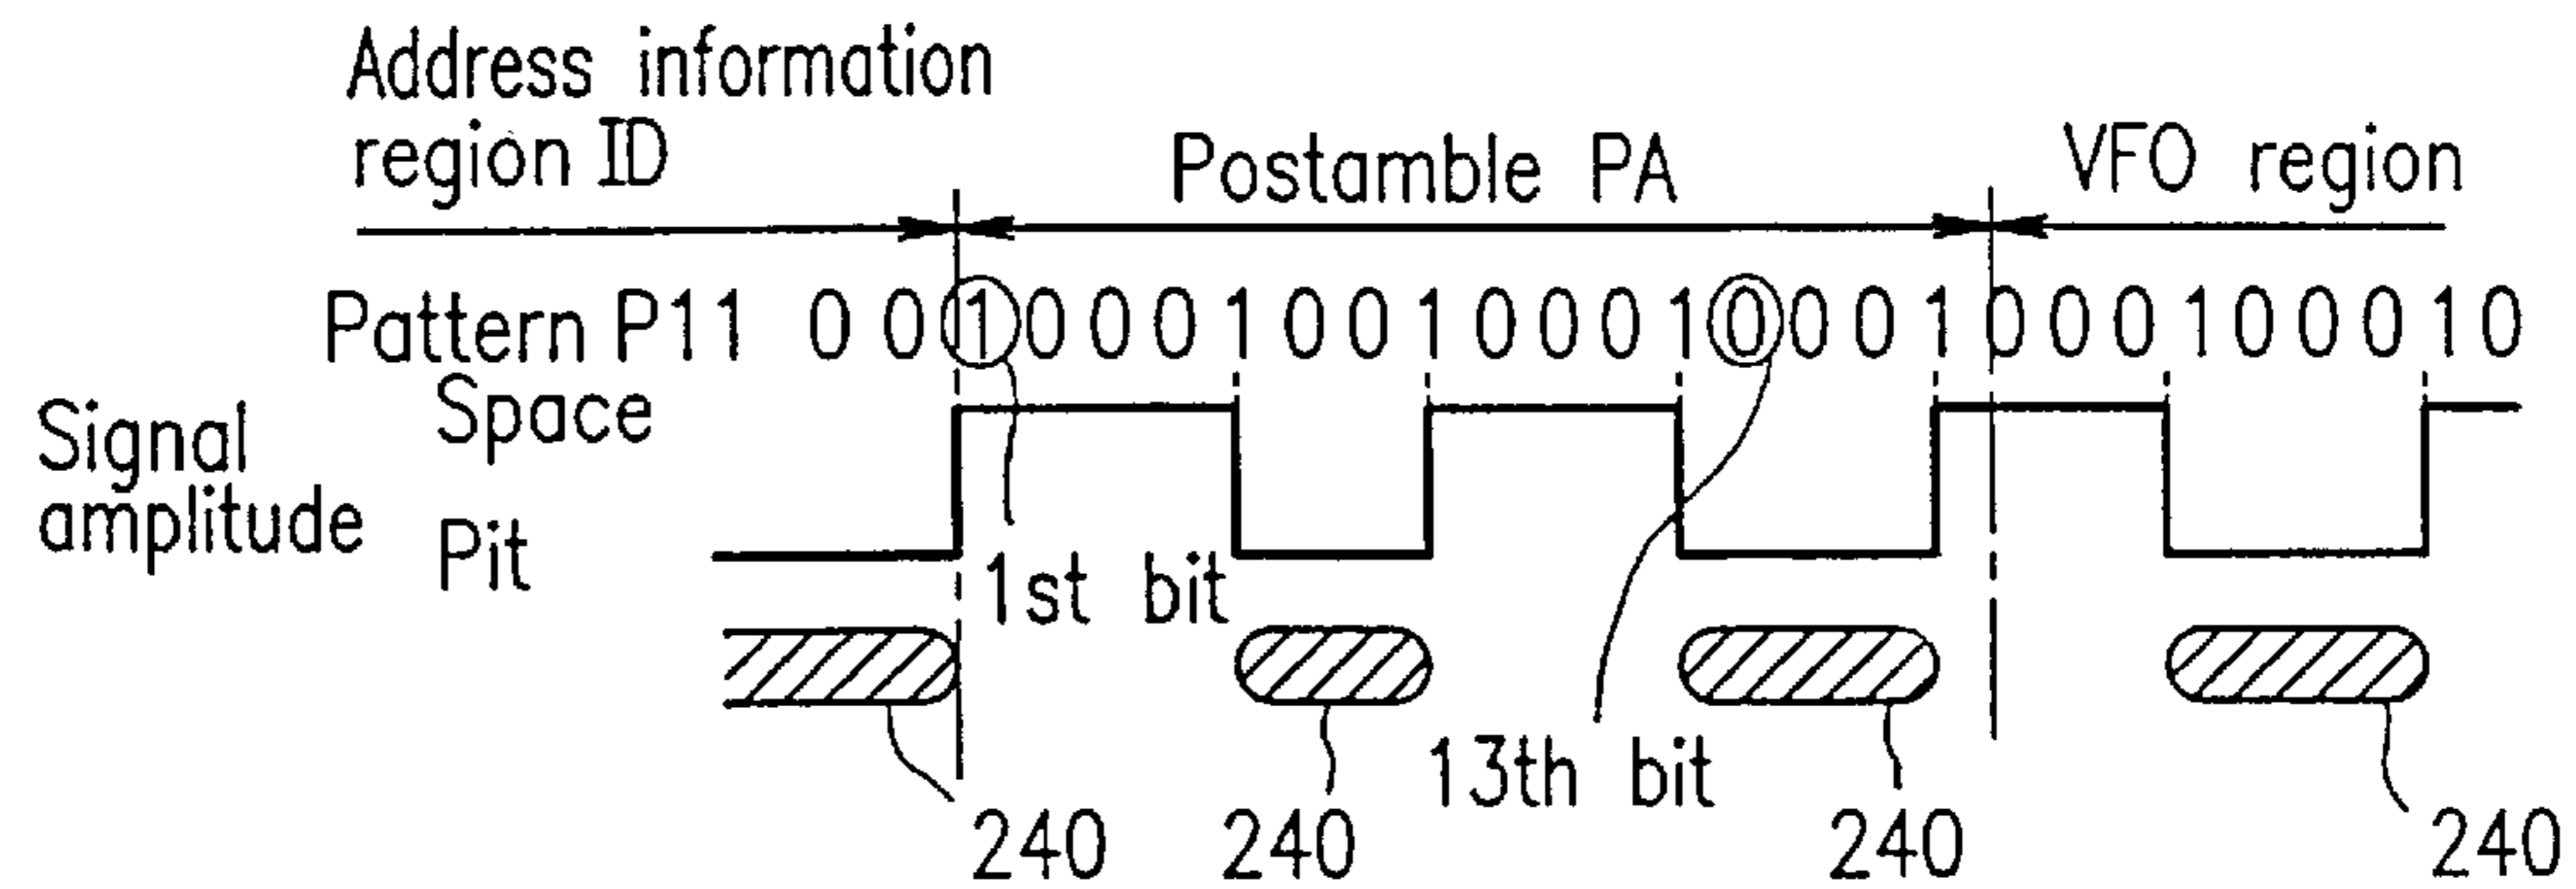 Address information
region ID
Postamble PA
VFO region
Pattern P11 0 0 1 0 0 0 1 0 0 1 0 0 0 1 0 0 0 1 0 0 0 1 0 0 0 1 0
Signal
amplitude
Space
Pit
1st bit
13th bit
240
240
240
240